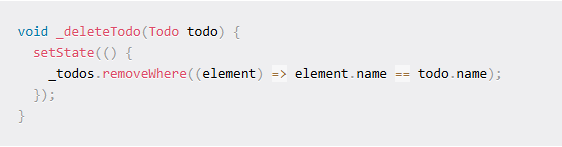 void _deleteTodo(Todo todo) {
  setState(() {
    _todos.removeWhere((element) => element.name == todo.name);
  });
}